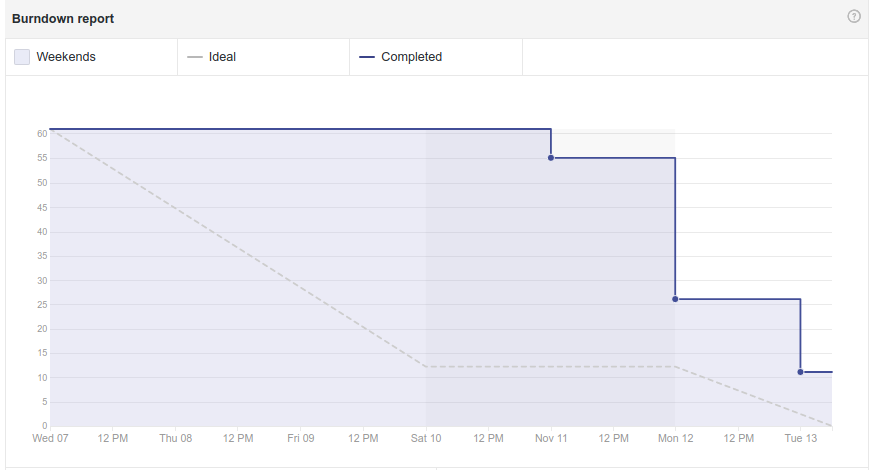 Burndown report
?
Weekends
Ideal
Completed
60
55
50
45
40
35
30
25
20
15
10
5
0
Wed 07 12 PM Thu 08 12 PM Fri 09 12 PM Sat 10 12 PM Nov 11 12 PM Mon 12 12 PM Tue 13